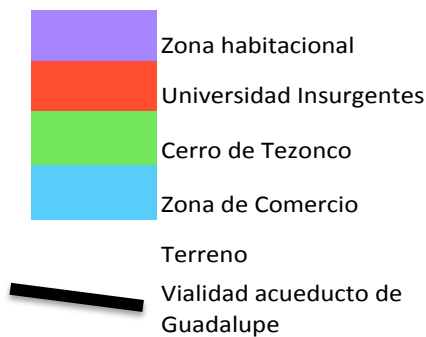 Zona habitacional
Universidad Insurgentes
Cerro de Tezonco
Zona de Comercio
Terreno
Vialidad acueducto de
Guadalupe